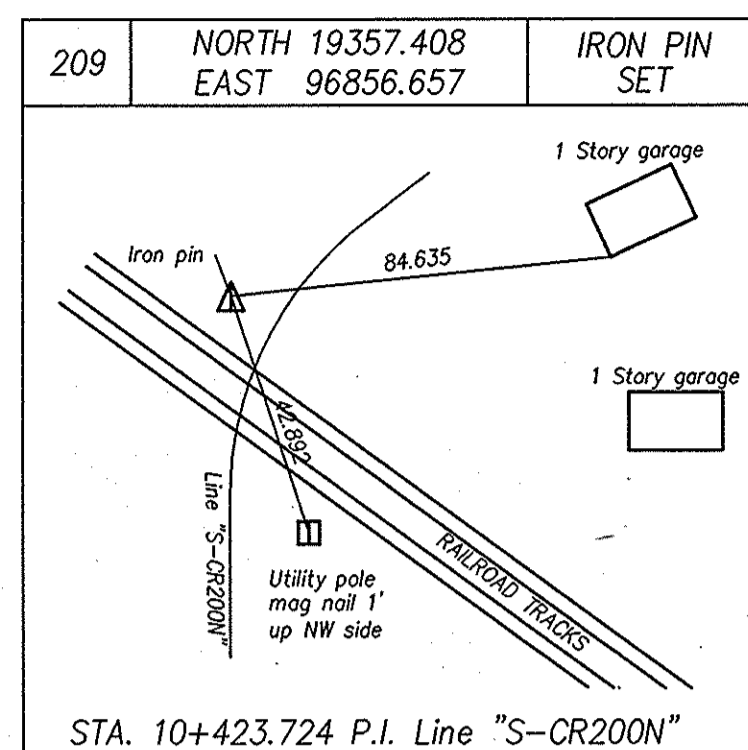 209
NORTH 19357.408
EAST 96856.657
IRON PIN
SET
1 Story garage
Iron pin
84.635
1 Story garage
42.892
Line "S-CR200N"
RAILROAD TRACKS
Utility pole
mag nail 1'
up NW side
STA. 10+423.724 P.I. Line "S-CR200N"